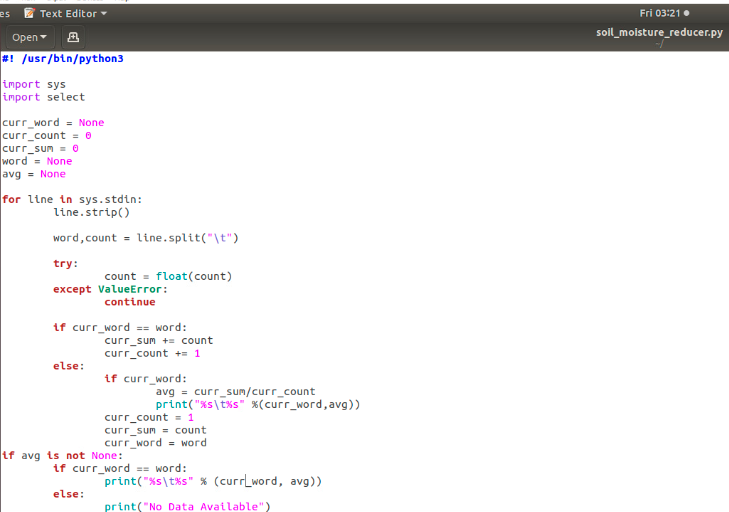 es Text Editor Fri 03:21
Open soil_moisture_reducer.py
~/
#! /usr/bin/python3
import sys
import select
curr_word = None
curr_count = 0
curr_sum = 0
word = None
avg = None
for line in sys.stdin:
line.strip()
word,count = line.split("\t")
try:
count = float(count)
except ValueError:
continue
if curr_word == word:
curr_sum += count
curr_count += 1
else:
if curr_word:
avg = curr_sum/curr_count
print("%s\t%s" %(curr_word,avg))
curr_count = 1
curr_sum = count
curr_word = word
if avg is not None:
if curr_word == word:
print("%s\t%s" % (curr_word, avg))
else:
print("No Data Available")